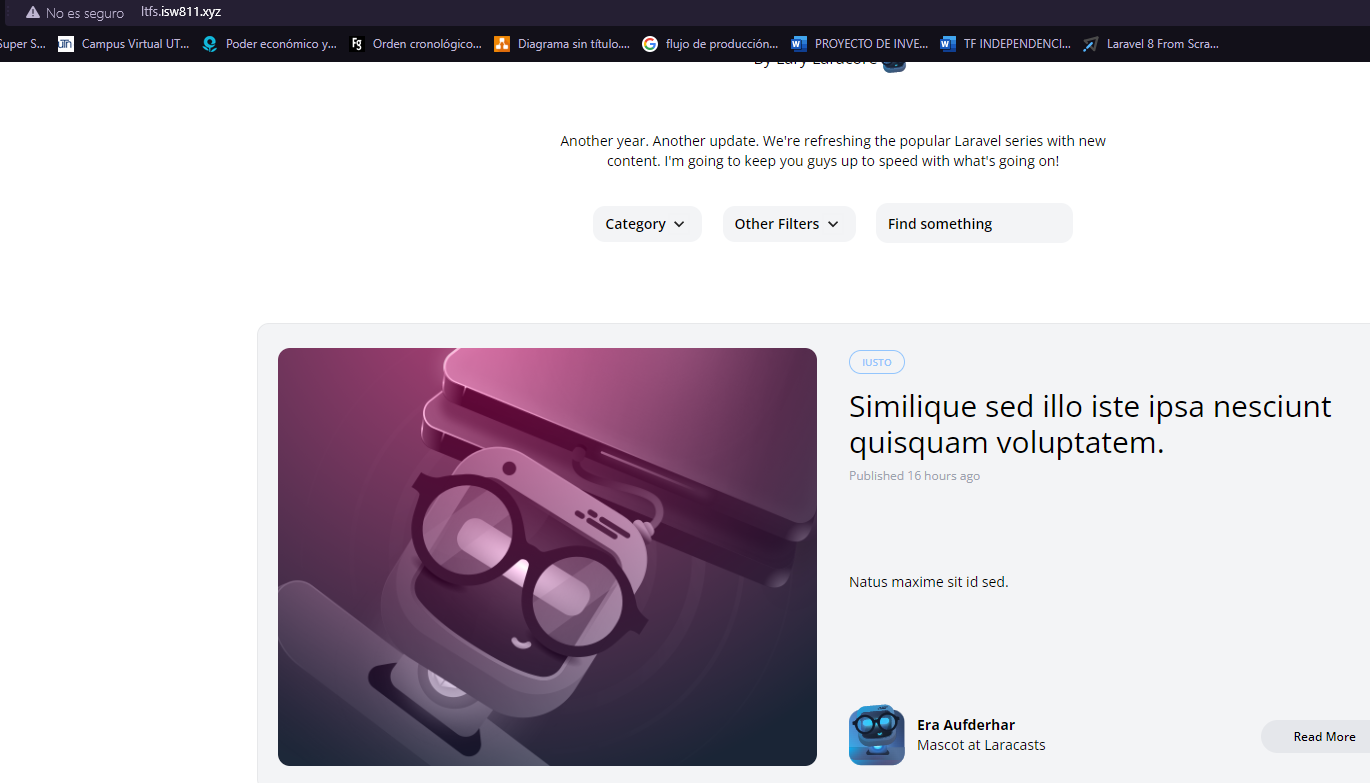 No es seguro ltfs.isw811.xyz
Super S... Campus Virtual UT... Poder económico y... Orden cronológico... Diagrama sin título.... flujo de producción... PROYECTO DE INVE... TF INDEPENDENCI... Laravel 8 From Scra...
By Lary Laracore
Another year. Another update. We're refreshing the popular Laravel series with new
content. I'm going to keep you guys up to speed with what's going on!
Category Other Filters Find something
IUSTO
Similique sed illo iste ipsa nesciunt
quisquam voluptatem.
Published 16 hours ago
Natus maxime sit id sed.
Era Aufderhar
Mascot at Laracasts
Read More